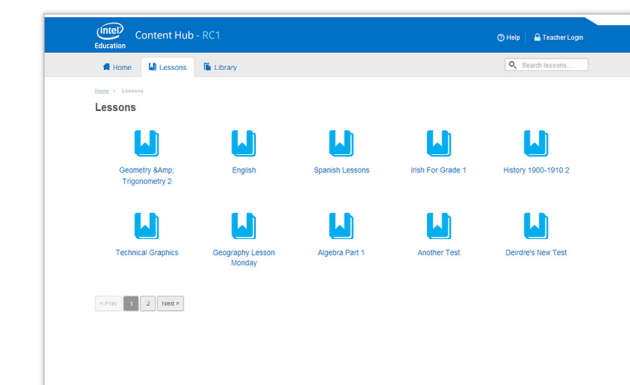 intel
Education
Content Hub - RC1
Help
Teacher Login
Home
Lessons
Library
Search lessons...
Home > Lessons
Lessons
Geometry &Amp;
Trigonometry 2
English
Spanish Lessons
Irish For Grade 1
History 1900-1910 2
Technical Graphics
Geography Lesson
Monday
Algebra Part 1
Another Test
Deirdre's New Test
< Prev 1 2 Next >